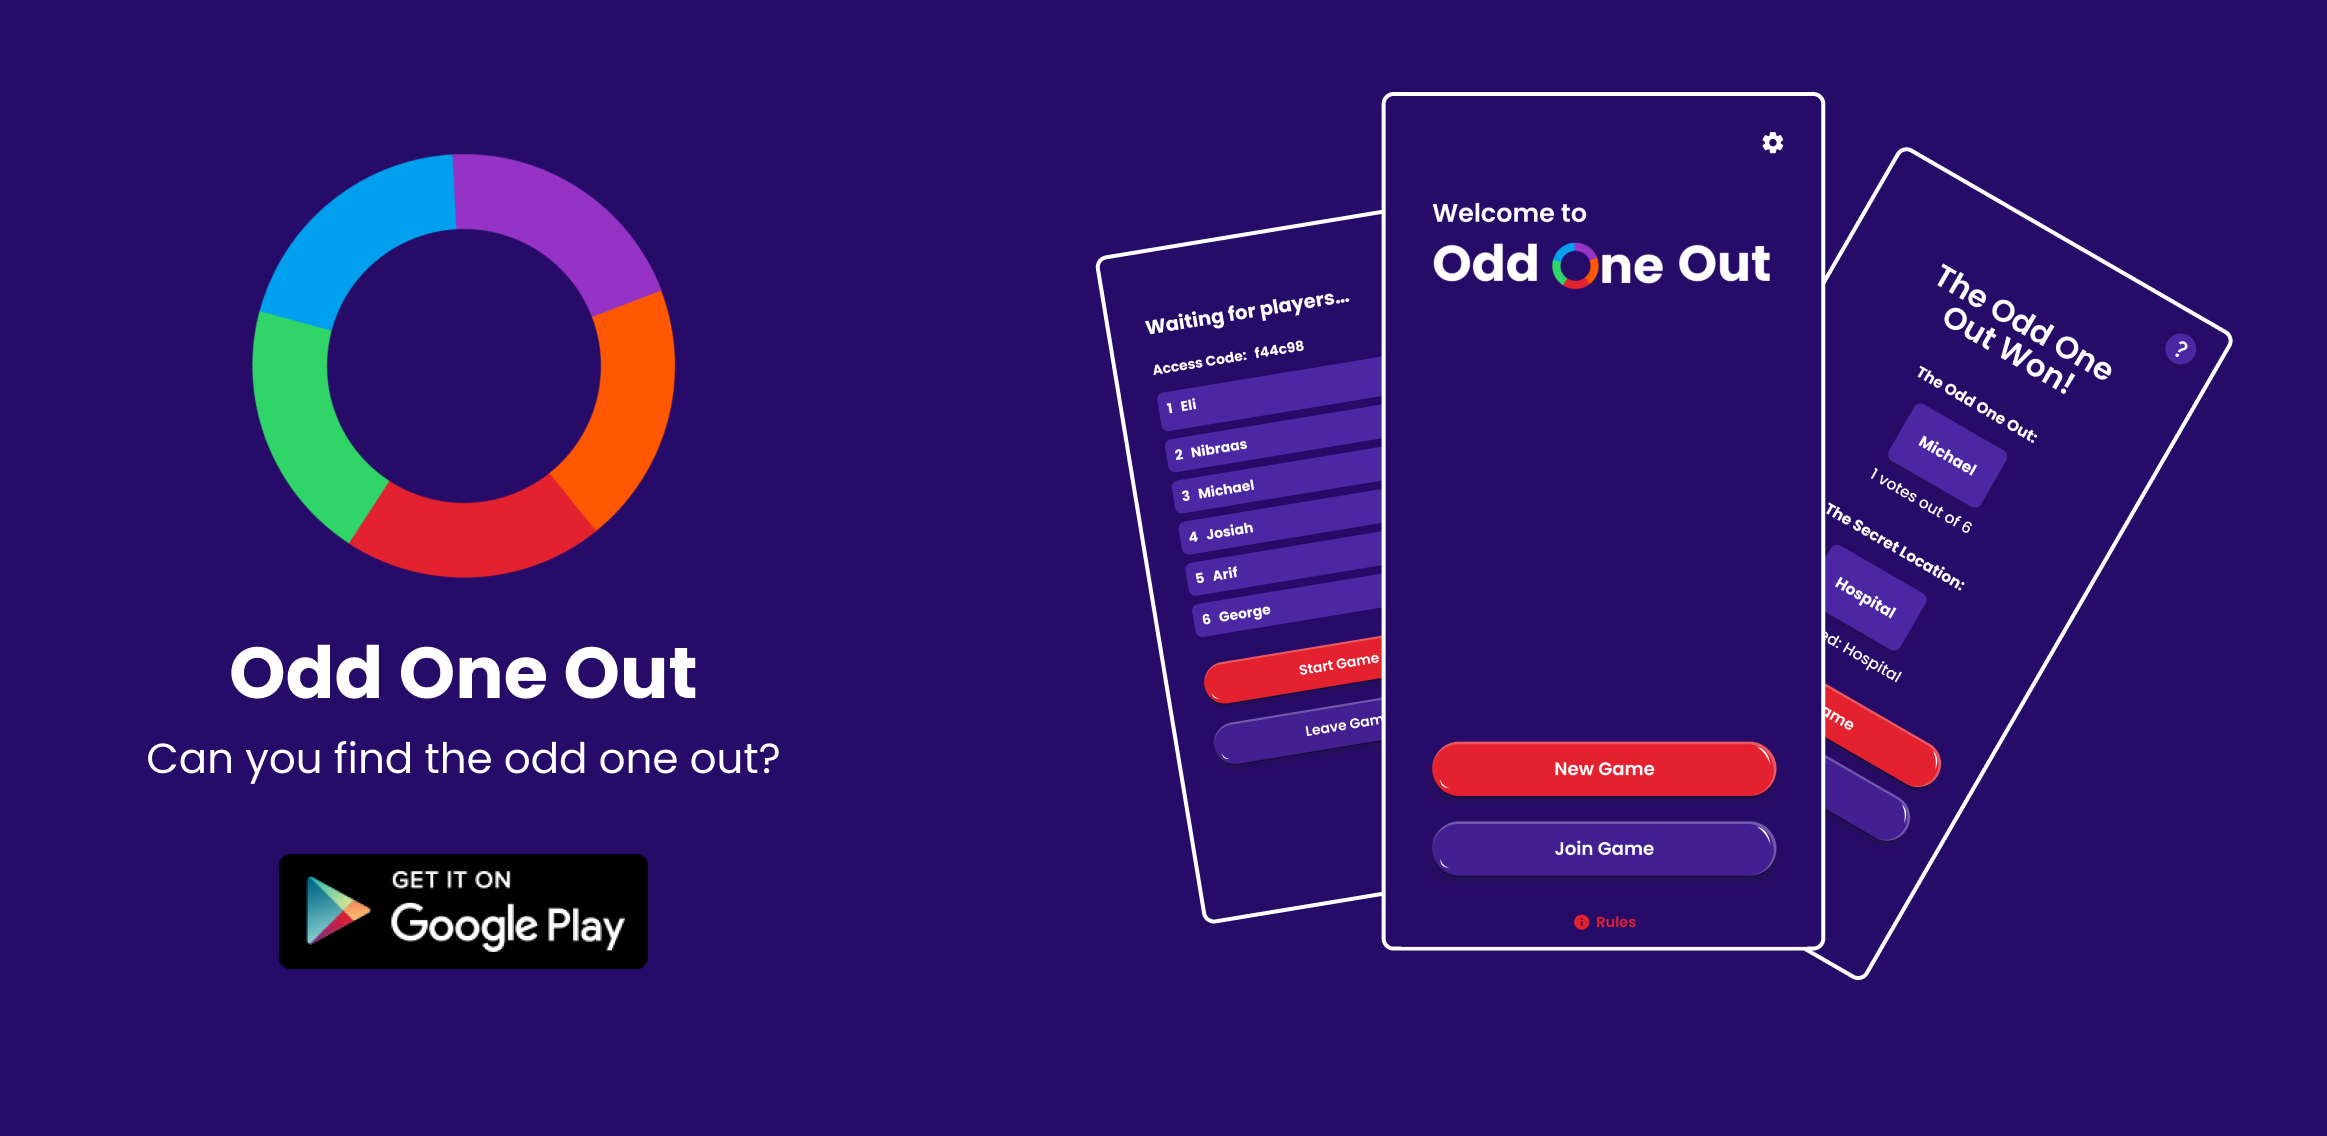 Odd One Out
Can you find the odd one out?
GET IT ON
Google Play
Waiting for players...
Access Code: f44c98
1 Eli
2 Nibraas
3 Michael
4 Josiah
5 Arif
6 George
Start Game
Leave Gam
Welcome to
Odd One Out
New Game
Join Game
Rules
The Odd One
Out Won!
?
The Odd One Out:
Michael
1 votes out of 6
The Secret Location:
Hospital
ed: Hospital
ame